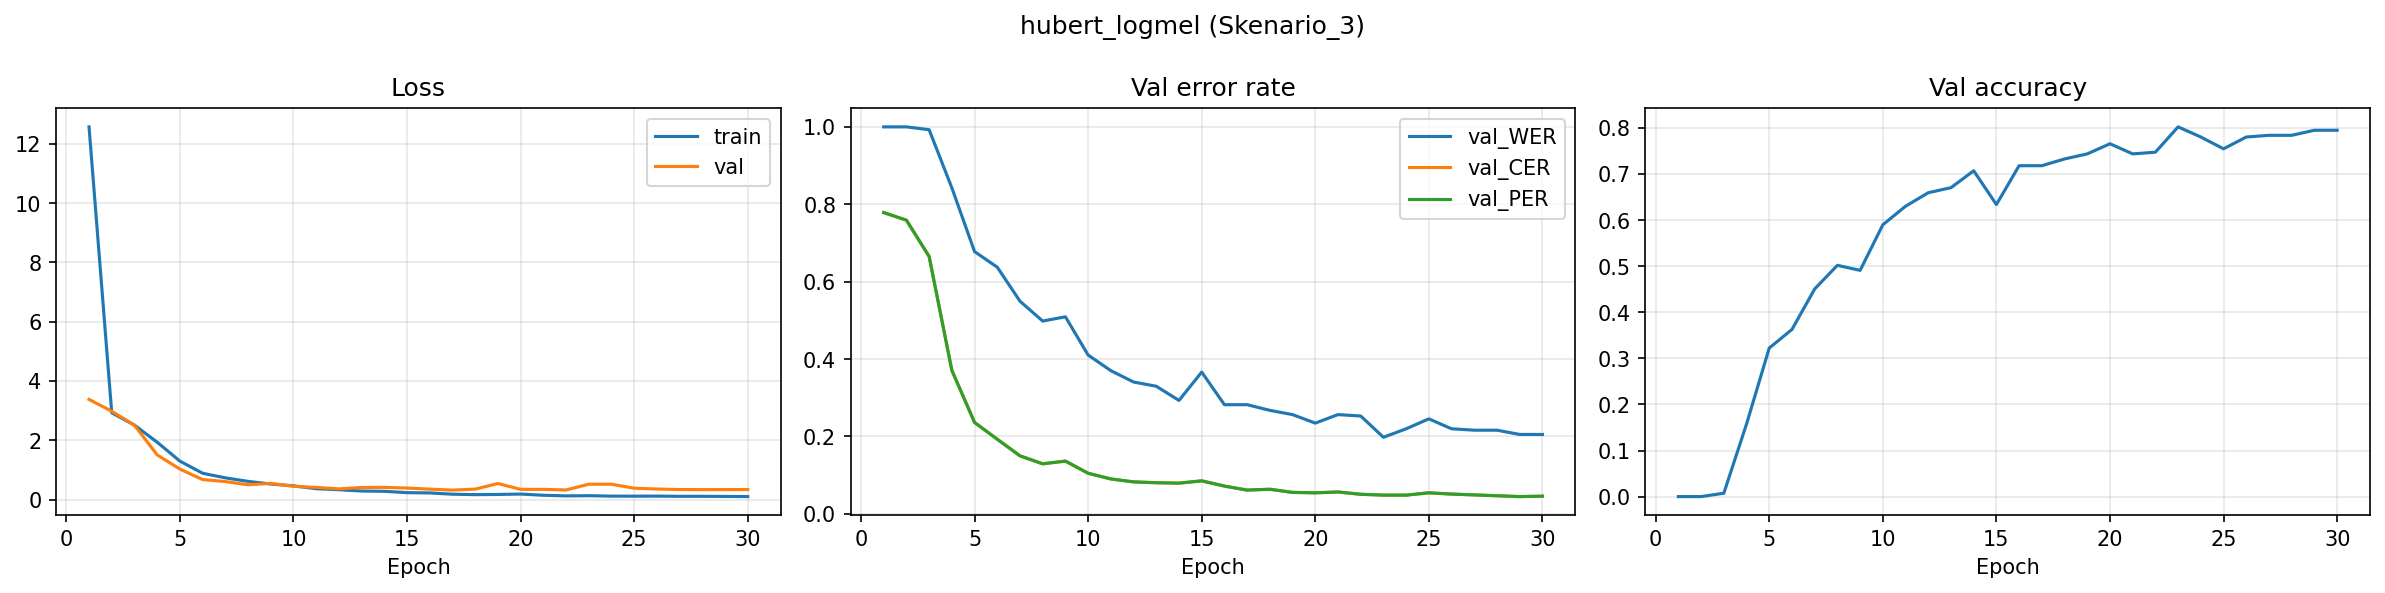 hubert_logmel (Skenario_3)
Loss
12
10
8
6
4
2
0
train
val
0 5 10 15 20 25 30
Epoch
Val error rate
1.0
0.8
0.6
0.4
0.2
0.0
val_WER
val_CER
val_PER
0 5 10 15 20 25 30
Epoch
Val accuracy
0.8
0.7
0.6
0.5
0.4
0.3
0.2
0.1
0.0
0 5 10 15 20 25 30
Epoch